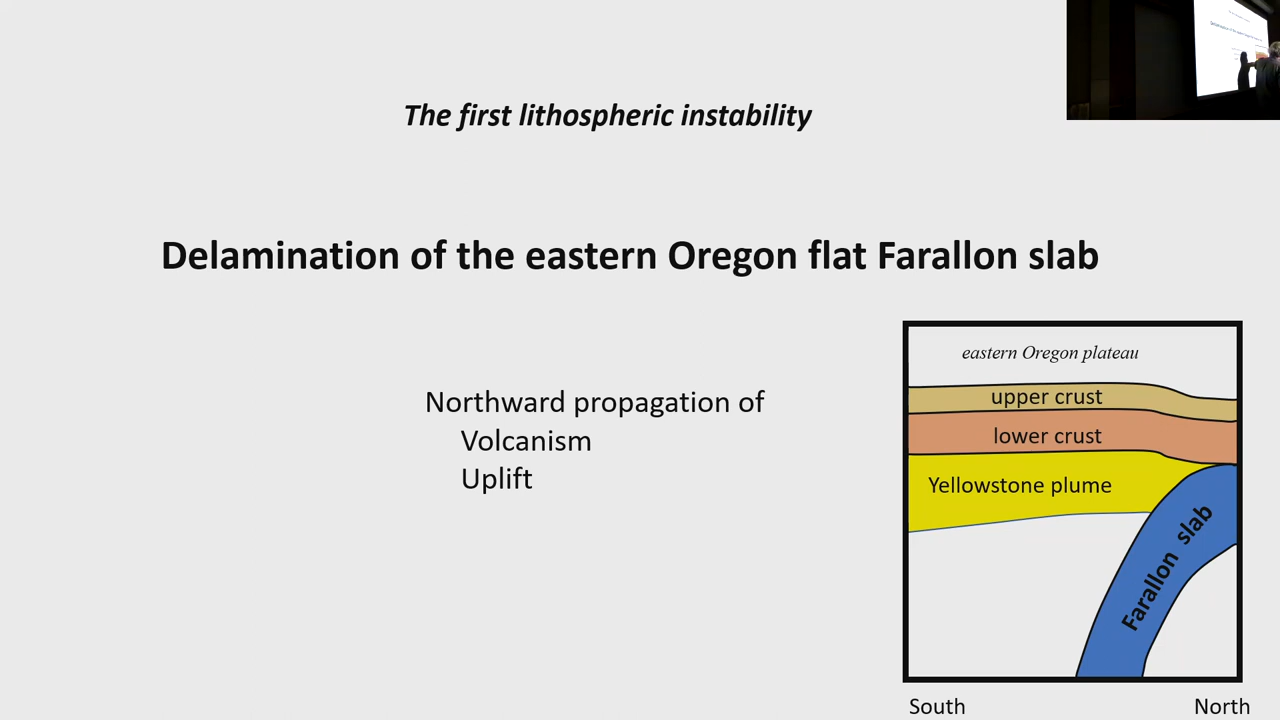 The first lithospheric instability
Delamination of the eastern Oregon flat Farallon slab
Northward propagation of
Volcanism
Uplift
eastern Oregon plateau
upper crust
lower crust
Yellowstone plume
Farallon slab
South
North